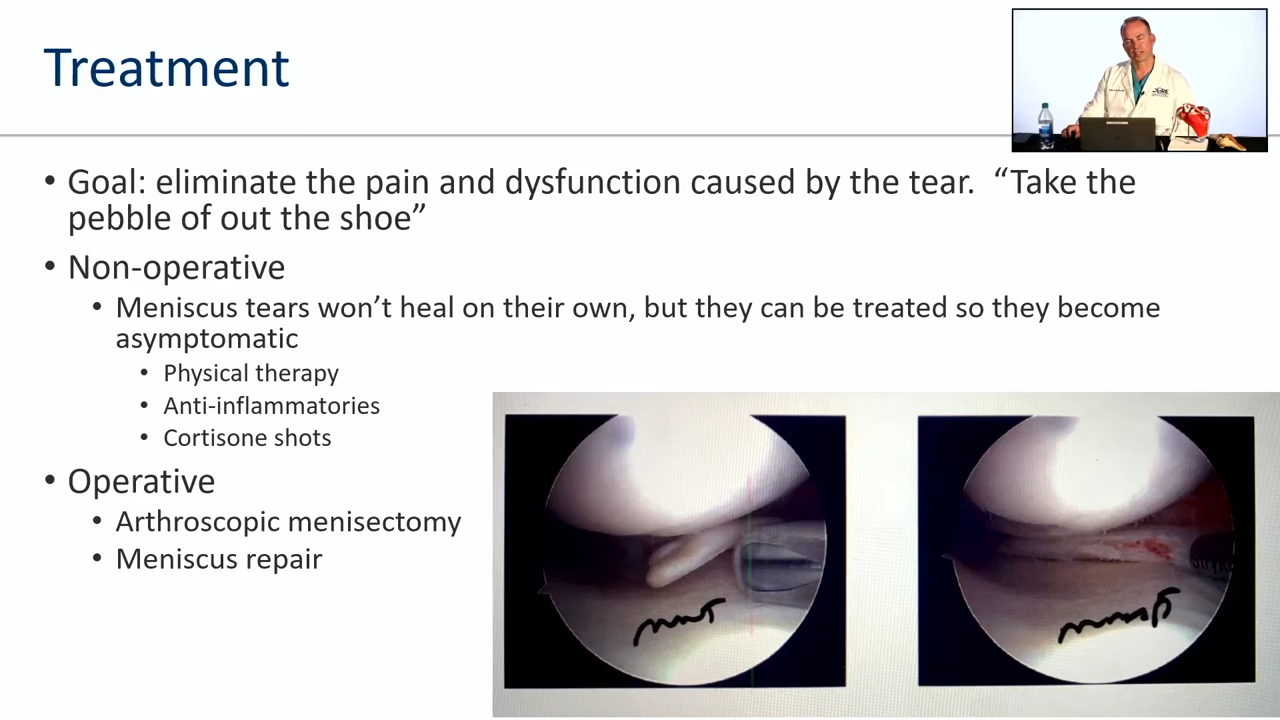 Treatment
• Goal: eliminate the pain and dysfunction caused by the tear. “Take the
pebble of out the shoe”
• Non-operative
• Meniscus tears won’t heal on their own, but they can be treated so they become
asymptomatic
• Physical therapy
• Anti-inflammatories
• Cortisone shots
• Operative
• Arthroscopic menisectomy
• Meniscus repair